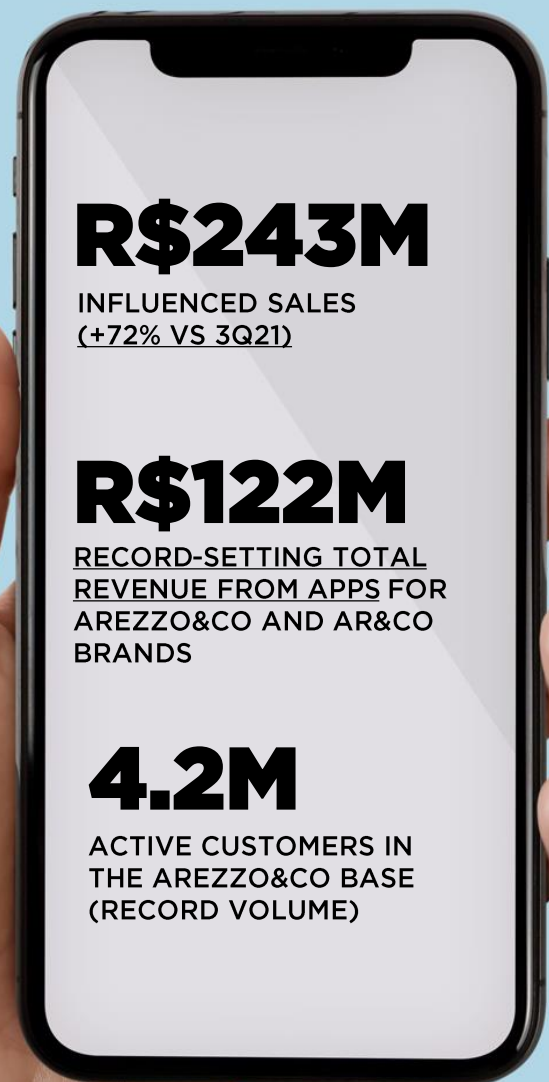 R$243M
INFLUENCED SALES
(+72% VS 3Q21)
R$122M
RECORD-SETTING TOTAL
REVENUE FROM APPS FOR
AREZZO&CO AND AR&CO
BRANDS
4.2M
ACTIVE CUSTOMERS IN
THE AREZZO&CO BASE
(RECORD VOLUME)